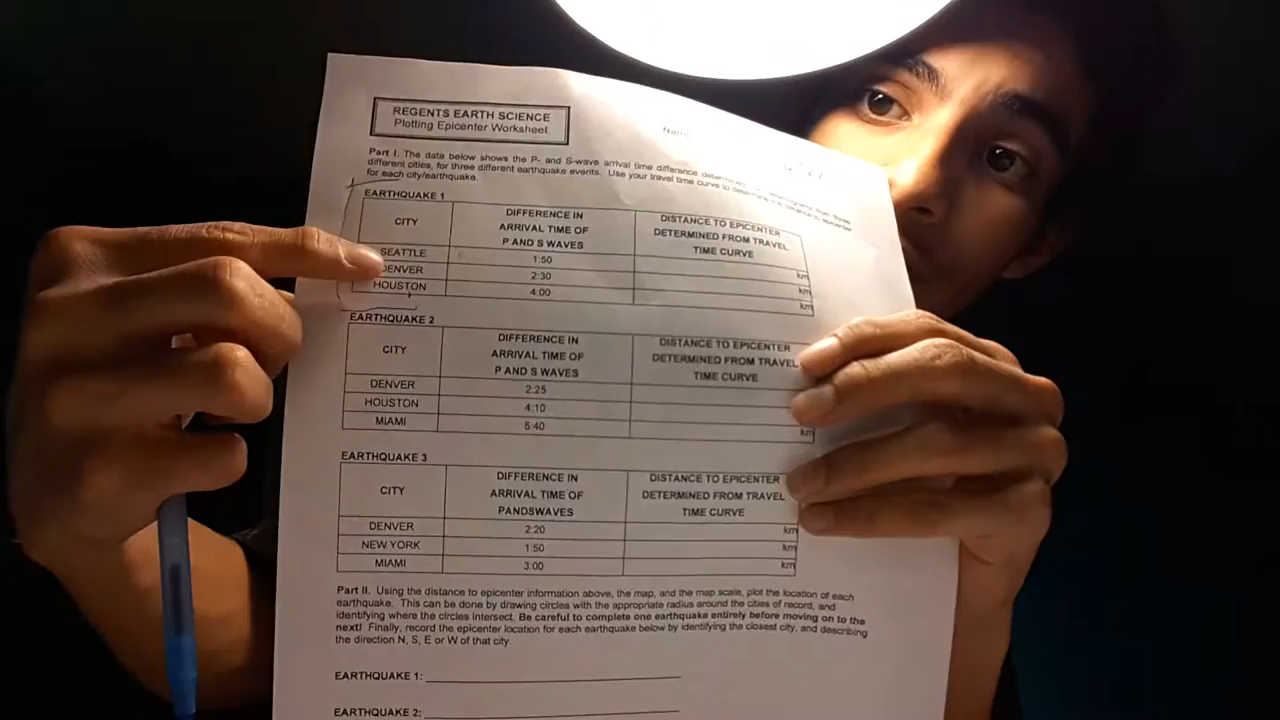 REGENTS EARTH SCIENCE
Plotting Epicenter Worksheet
Name
Part I. The data below shows the P- and S-wave arrival time difference determined three
different cities, for three different earthquake events. Use your travel time curve to determine the epicenter
for each city/earthquake.
EARTHQUAKE 1
CITY DIFFERENCE IN ARRIVAL TIME OF P AND S WAVES DISTANCE TO EPICENTER DETERMINED FROM TRAVEL TIME CURVE
SEATTLE 1:50 km
DENVER 2:30 km
HOUSTON 4:00 km
EARTHQUAKE 2
CITY DIFFERENCE IN ARRIVAL TIME OF P AND S WAVES DISTANCE TO EPICENTER DETERMINED FROM TRAVEL TIME CURVE
DENVER 2:25
HOUSTON 4:10
MIAMI 5:40 km
EARTHQUAKE 3
CITY DIFFERENCE IN ARRIVAL TIME OF PANDSWAVES DISTANCE TO EPICENTER DETERMINED FROM TRAVEL TIME CURVE
DENVER 2:20 km
NEW YORK 1:50 km
MIAMI 3:00 km
Part II. Using the distance to epicenter information above, the map, and the map scale, plot the location of each
earthquake. This can be done by drawing circles with the appropriate radius around the cities of record, and
identifying where the circles intersect. Be careful to complete one earthquake entirely before moving on to the
next! Finally, record the epicenter location for each earthquake below by identifying the closest city, and describing
the direction N, S, E or W of that city.
EARTHQUAKE 1:
EARTHQUAKE 2: